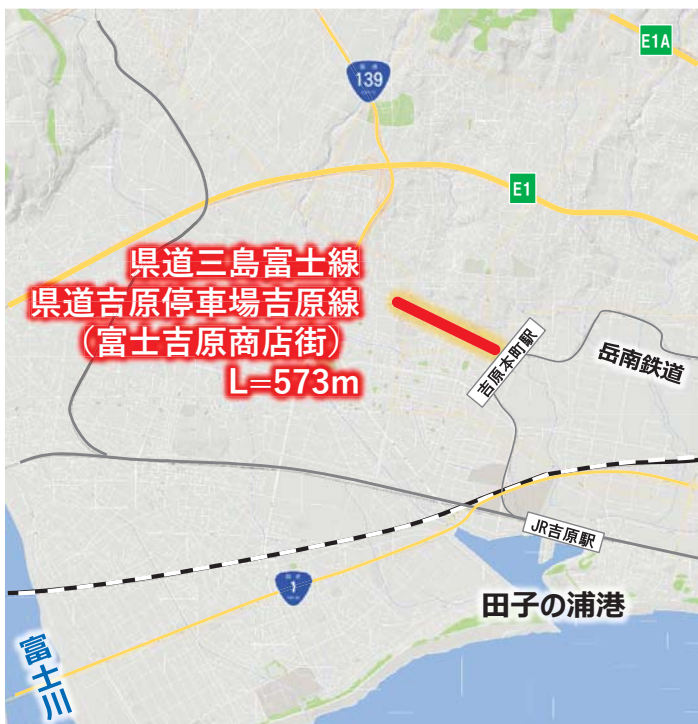 E1A
139
E1
県道三島富士線
県道吉原停車場吉原線
（富士吉原商店街）
L=573m
吉原本町駅
岳南鉄道
JR吉原駅
1
田子の浦港
富士川